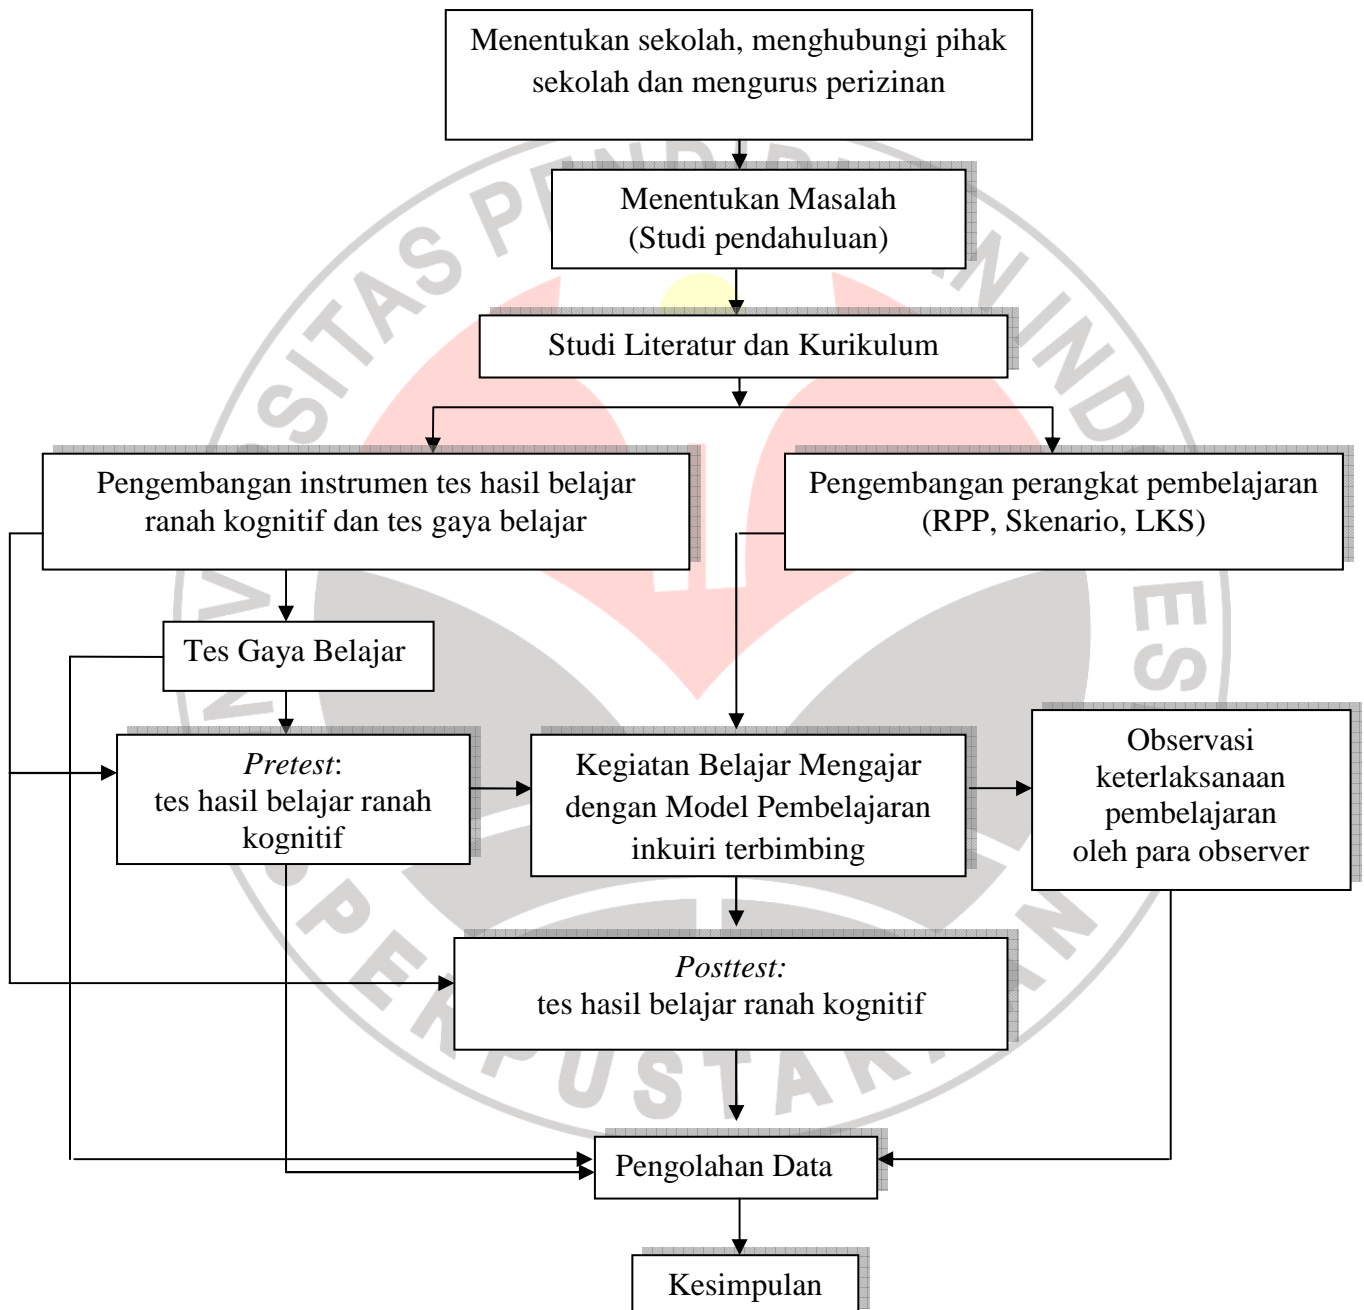 Menentukan sekolah, menghubungi pihak
sekolah dan mengurus perizinan
Menentukan Masalah
(Studi pendahuluan)
Studi Literatur dan Kurikulum
Pengembangan instrumen tes hasil belajar
ranah kognitif dan tes gaya belajar
Pengembangan perangkat pembelajaran
(RPP, Skenario, LKS)
Tes Gaya Belajar
Pretest:
tes hasil belajar ranah
kognitif
Kegiatan Belajar Mengajar
dengan Model Pembelajaran
inkuiri terbimbing
Observasi
keterlaksanaan
pembelajaran
oleh para observer
Posttest:
tes hasil belajar ranah kognitif
Pengolahan Data
Kesimpulan
PERPUSTAKAAN